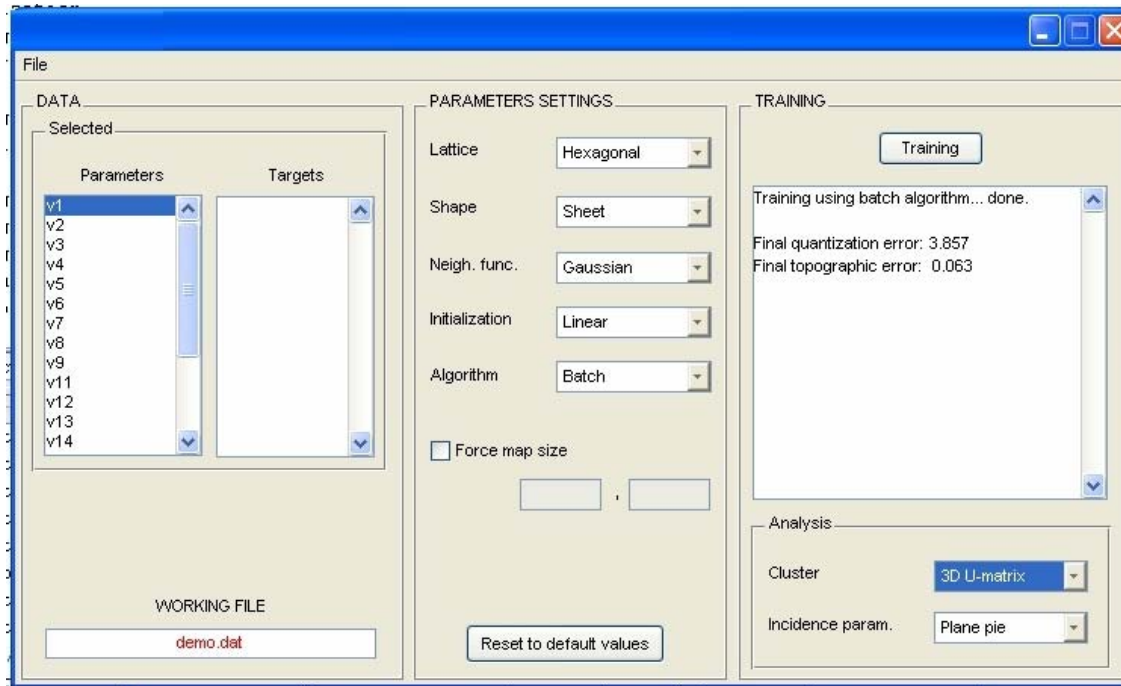 File
DATA
Selected
Parameters
Targets
v1
v2
v3
v4
v5
v6
v7
v8
v9
v11
v12
v13
v14
WORKING FILE
demo.dat
PARAMETERS SETTINGS
Lattice Hexagonal
Shape Sheet
Neigh. func. Gaussian
Initialization Linear
Algorithm Batch
Force map size
,
Reset to default values
TRAINING
Training
Training using batch algorithm... done.
Final quantization error: 3.857
Final topographic error: 0.063
Analysis
Cluster 3D U-matrix
Incidence param. Plane pie